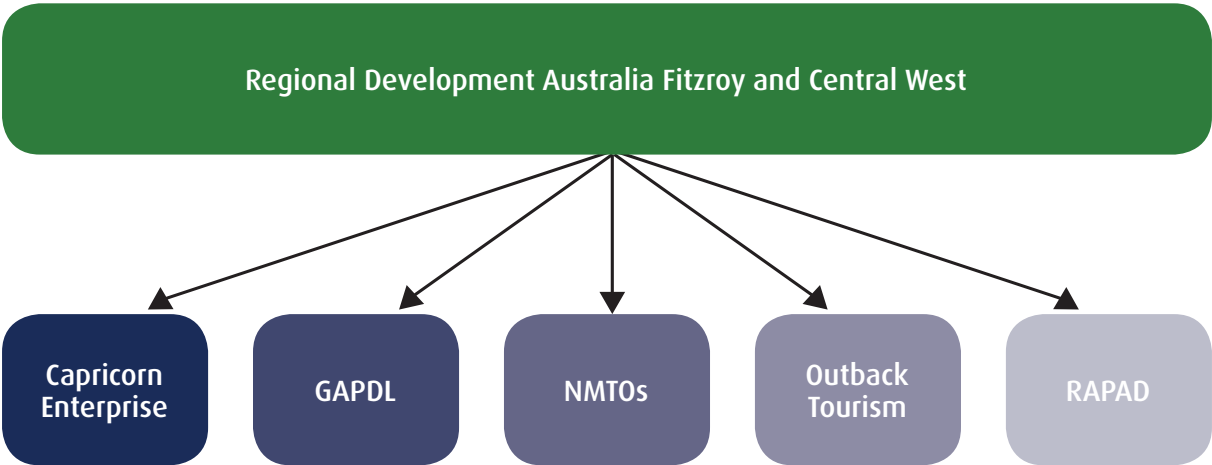 Regional Development Australia Fitzroy and Central West
Capricorn
Enterprise
GAPDL
NMTOs
Outback
Tourism
RAPAD